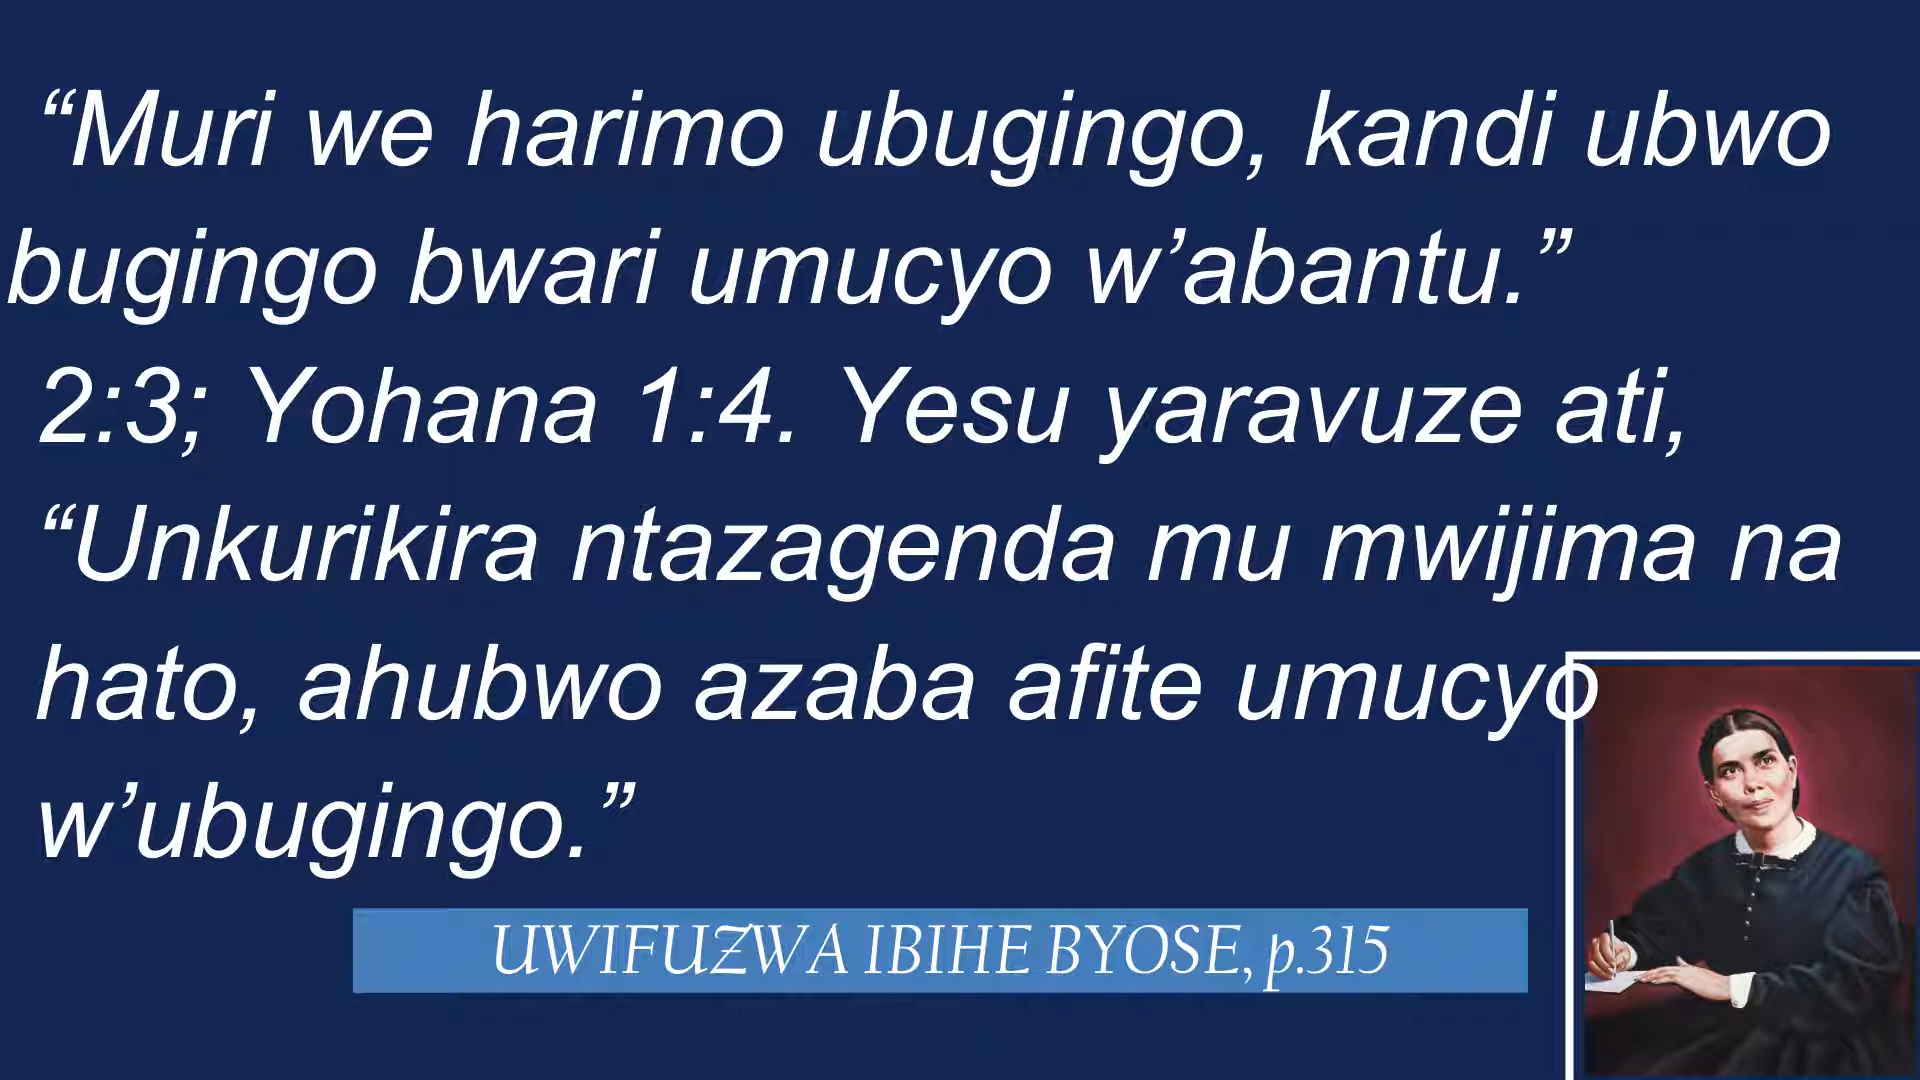 “Muri we harimo ubugingo, kandi ubwo
bugingo bwari umucyo w’abantu.”
2:3; Yohana 1:4. Yesu yaravuze ati,
“Unkurikira ntazagenda mu mwijima na
hato, ahubwo azaba afite umucyo
w’ubugingo.”
UWIFUZWA IBIHE BYOSE, p.315